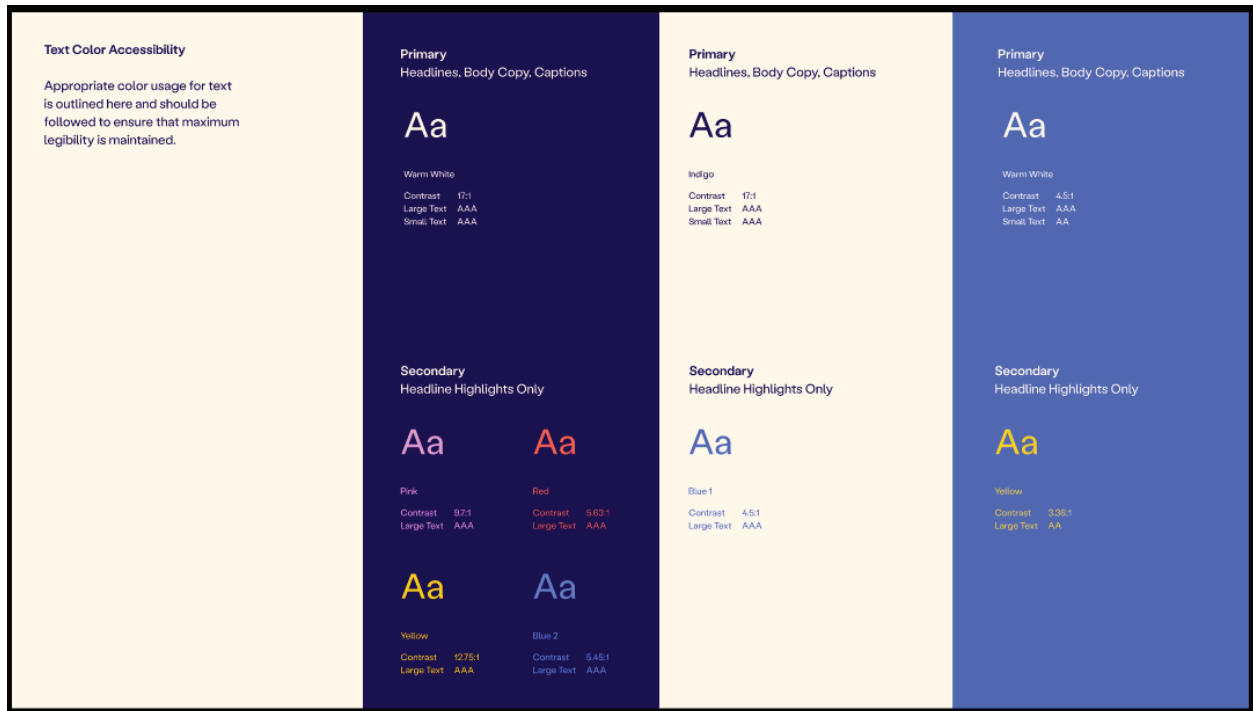 Text Color Accessibility
Appropriate color usage for text
is outlined here and should be
followed to ensure that maximum
legibility is maintained.
Primary
Headlines, Body Copy, Captions
Aa
Warm White
Contrast 17:1
Large Text AAA
Small Text AAA
Secondary
Headline Highlights Only
Aa
Pink
Contrast 9.7:1
Large Text AAA
Aa
Red
Contrast 5.63:1
Large Text AAA
Aa
Yellow
Contrast 12.75:1
Large Text AAA
Aa
Blue 2
Contrast 5.45:1
Large Text AAA
Primary
Headlines, Body Copy, Captions
Aa
Indigo
Contrast 17:1
Large Text AAA
Small Text AAA
Secondary
Headline Highlights Only
Aa
Blue 1
Contrast 4.5:1
Large Text AAA
Primary
Headlines, Body Copy, Captions
Aa
Warm White
Contrast 4.5:1
Large Text AAA
Small Text AA
Secondary
Headline Highlights Only
Aa
Yellow
Contrast 3.36:1
Large Text AA